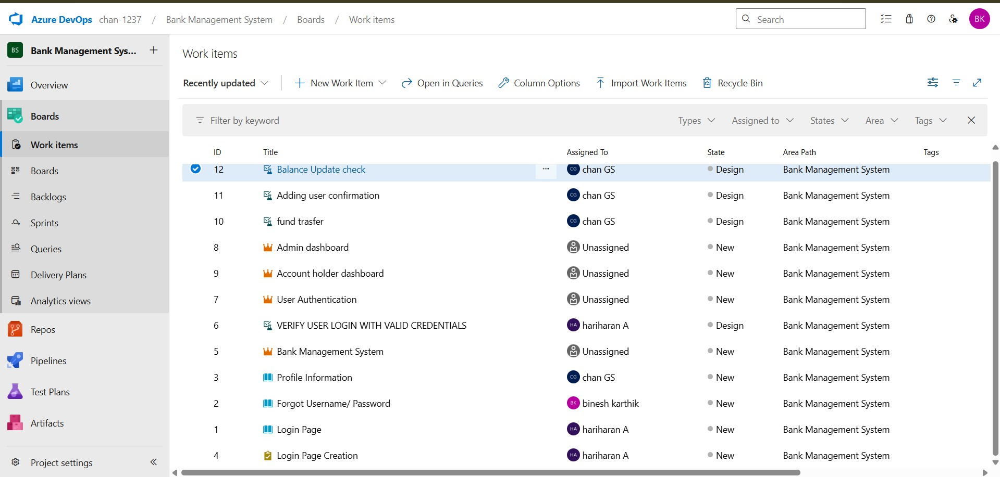 Azure DevOps chan-1237 / Bank Management System / Boards / Work items Search BK
BS Bank Management Sys... +
Work items
Recently updated New Work Item Open in Queries Column Options Import Work Items Recycle Bin
Overview
Boards
Work items
Boards
Backlogs
Sprints
Queries
Delivery Plans
Analytics views
Repos
Pipelines
Test Plans
Artifacts
Project settings
Filter by keyword Types Assigned to States Area Tags
ID Title Assigned To State Area Path Tags
12 Balance Update check ... CG chan GS Design Bank Management System
11 Adding user confirmation CG chan GS Design Bank Management System
10 fund trasfer CG chan GS Design Bank Management System
8 Admin dashboard Unassigned New Bank Management System
9 Account holder dashboard Unassigned New Bank Management System
7 User Authentication Unassigned New Bank Management System
6 VERIFY USER LOGIN WITH VALID CREDENTIALS HA hariharan A Design Bank Management System
5 Bank Management System Unassigned New Bank Management System
3 Profile Information CG chan GS New Bank Management System
2 Forgot Username/ Password BK binesh karthik New Bank Management System
1 Login Page HA hariharan A New Bank Management System
4 Login Page Creation HA hariharan A New Bank Management System